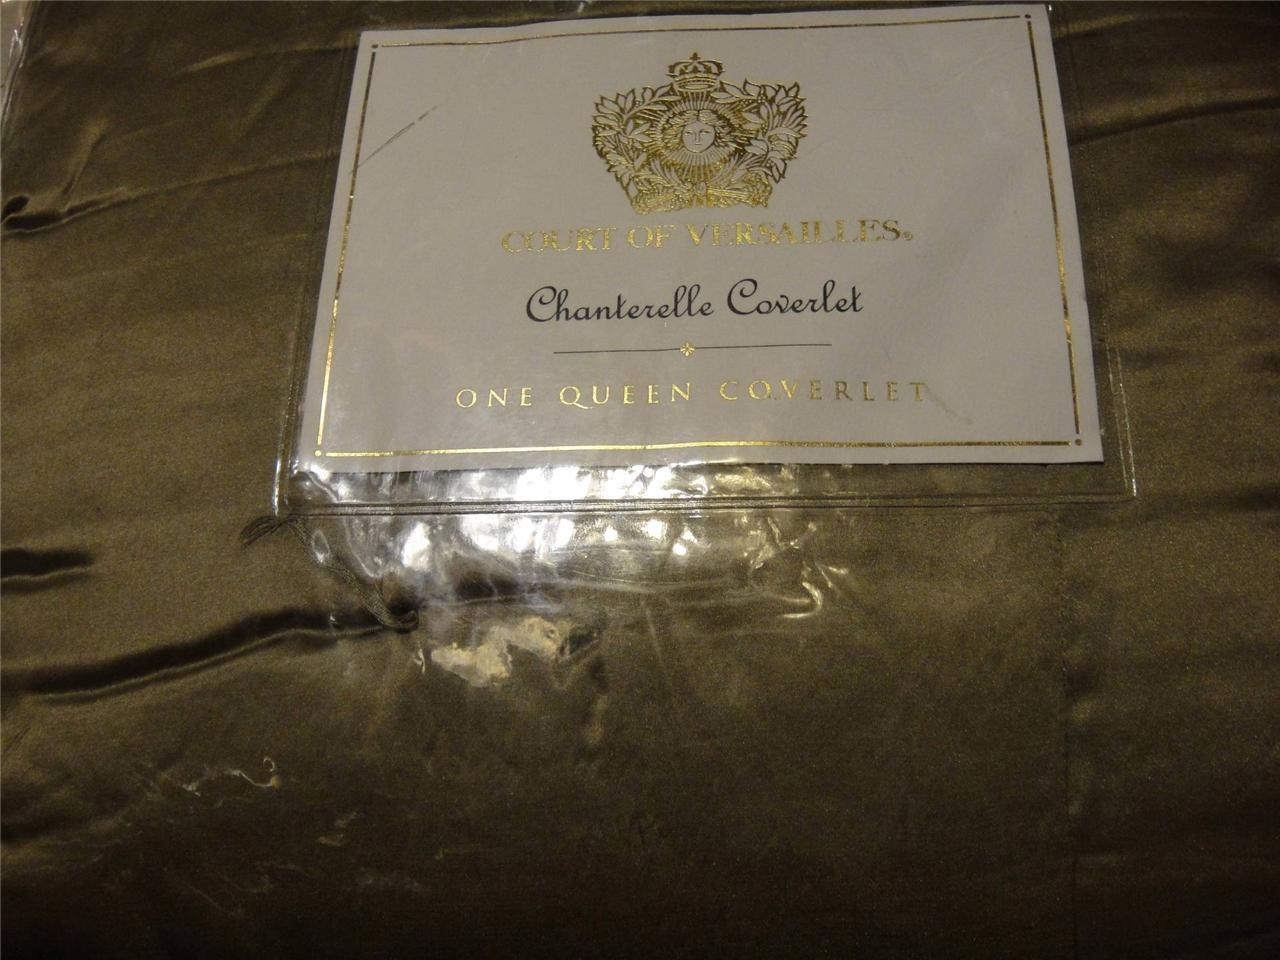 COURT OF VERSAILLES®
Chanterelle Coverlet
ONE QUEEN COVERLET